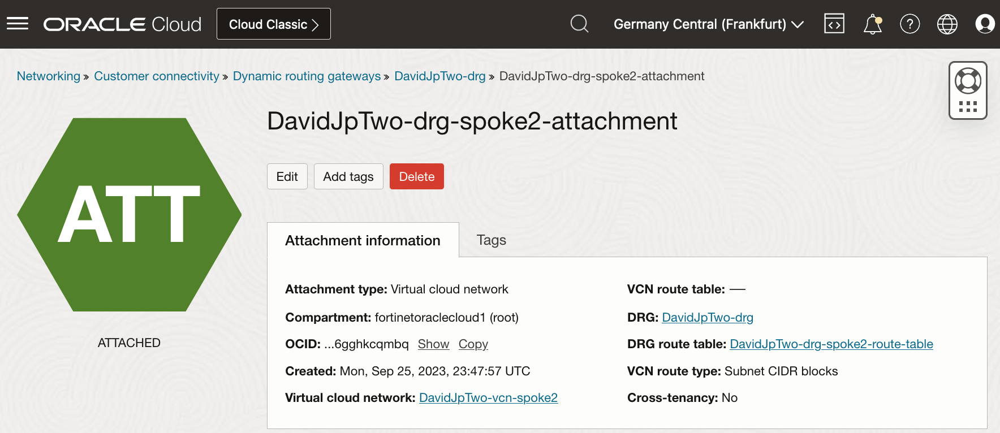 ORACLE Cloud
Cloud Classic
Germany Central (Frankfurt)
Networking » Customer connectivity » Dynamic routing gateways » DavidJpTwo-drg » DavidJpTwo-drg-spoke2-attachment
DavidJpTwo-drg-spoke2-attachment
Edit
Add tags
Delete
ATT
ATTACHED
Attachment information
Tags
Attachment type: Virtual cloud network
Compartment: fortinetoraclecloud1 (root)
OCID: ...6gghkcqmbq Show Copy
Created: Mon, Sep 25, 2023, 23:47:57 UTC
Virtual cloud network: DavidJpTwo-vcn-spoke2
VCN route table: —
DRG: DavidJpTwo-drg
DRG route table: DavidJpTwo-drg-spoke2-route-table
VCN route type: Subnet CIDR blocks
Cross-tenancy: No